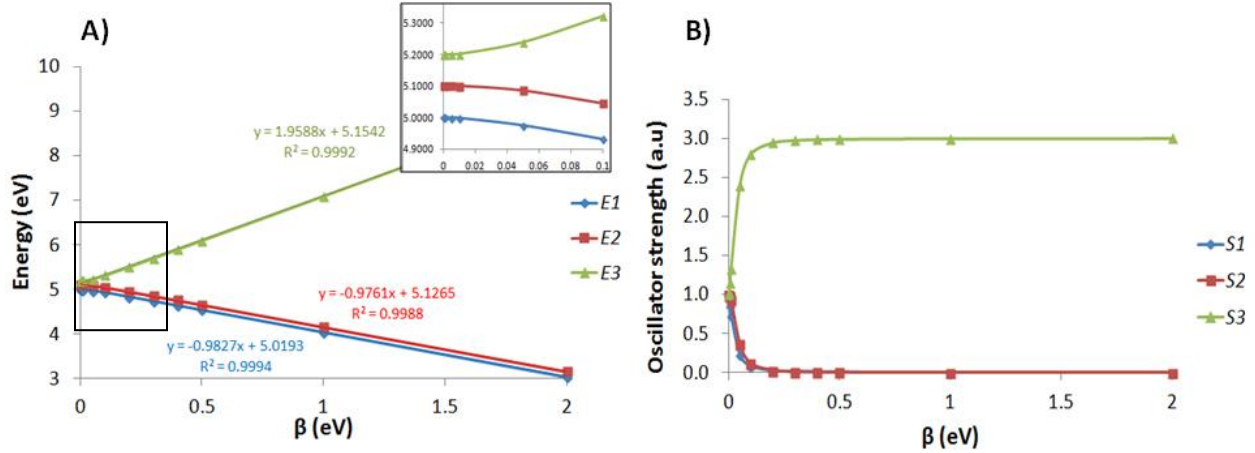 A)
10
9
8
7
6
5
4
3
Energy (eV)
0
0.5
1
1.5
2
β (eV)
y = 1.9588x + 5.1542
R² = 0.9992
y = -0.9761x + 5.1265
R² = 0.9988
y = -0.9827x + 5.0193
R² = 0.9994
5.3000
5.2000
5.1000
5.0000
4.9000
0
0.02
0.04
0.06
0.08
0.1
E1
E2
E3
B)
3.5
3.0
2.5
2.0
1.5
1.0
0.5
0.0
Oscillator strength (a.u)
0
0.5
1
1.5
2
β (eV)
S1
S2
S3